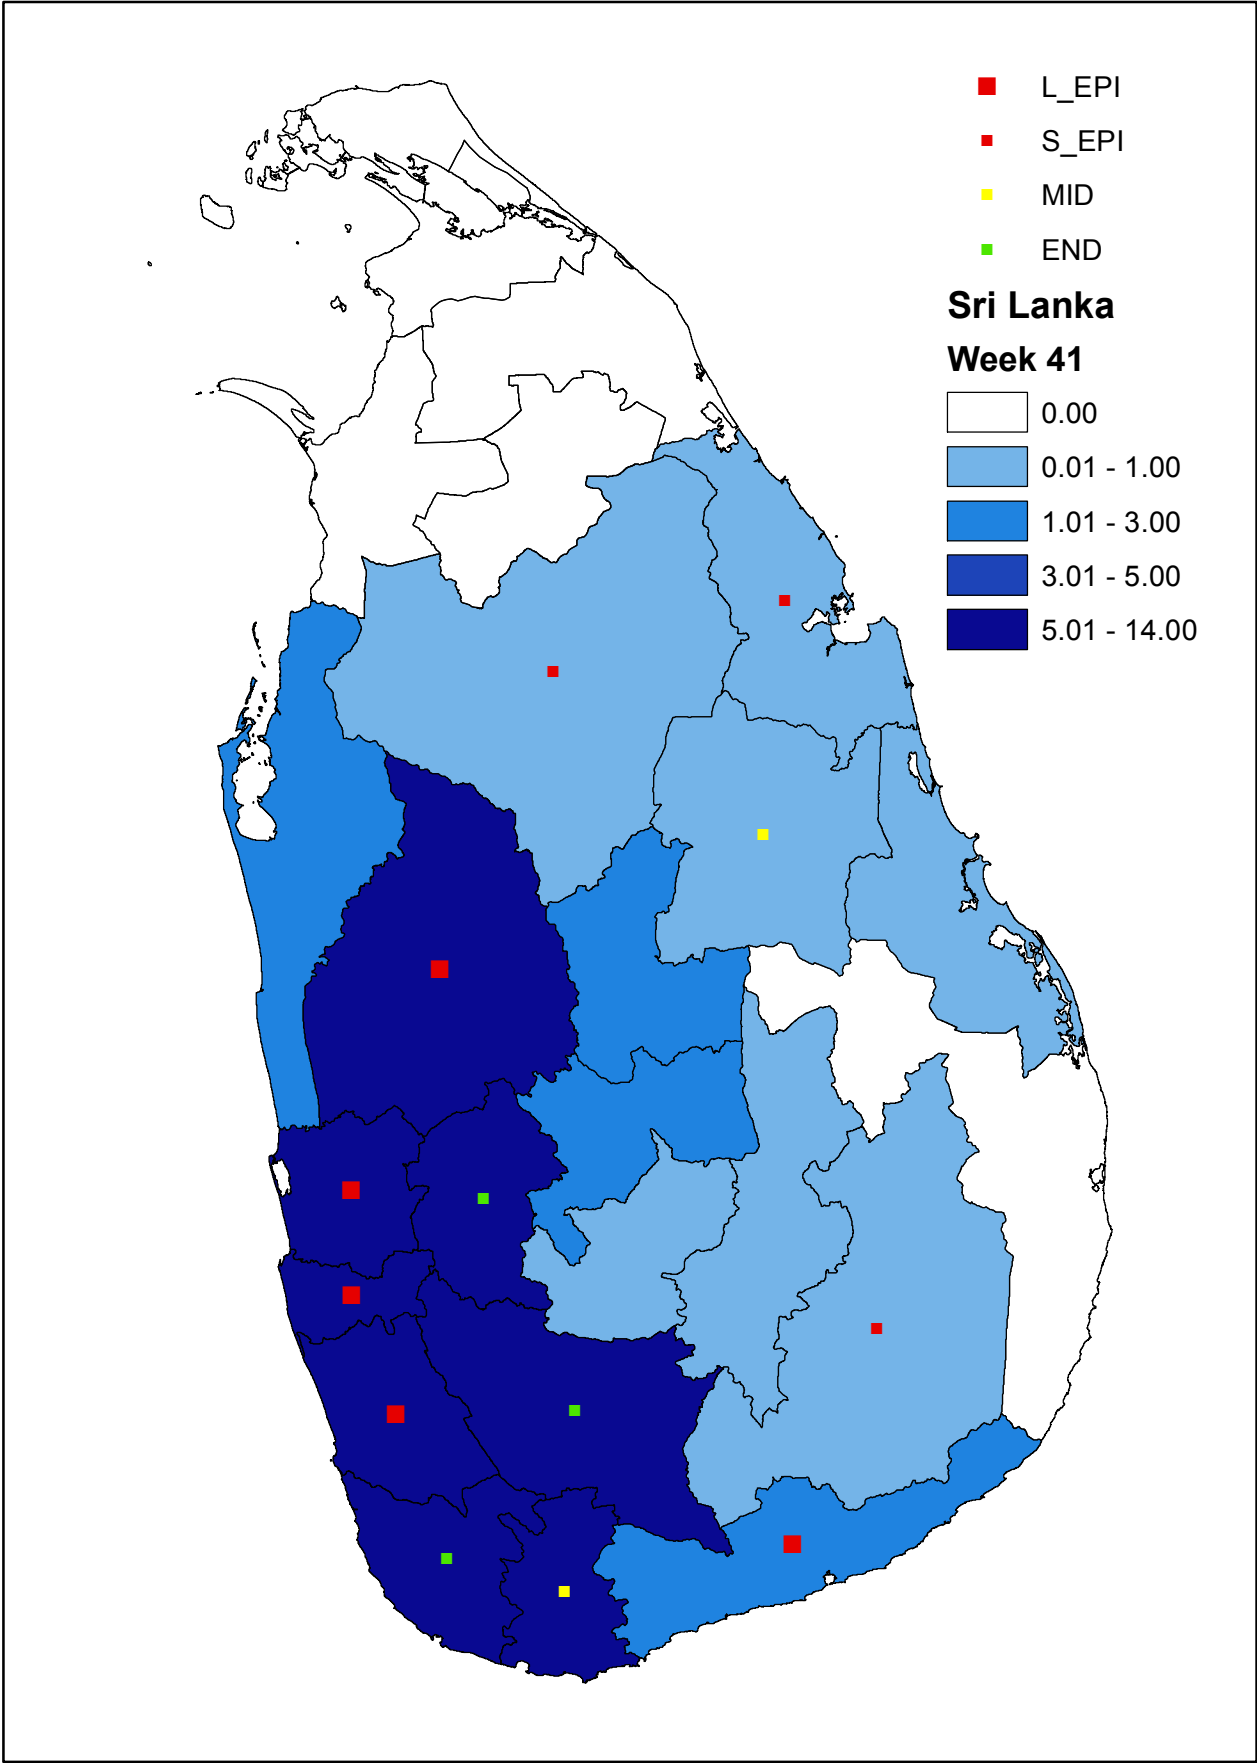 L_EPI
S_EPI
MID
END
Sri Lanka
Week 41
0.00
0.01 - 1.00
1.01 - 3.00
3.01 - 5.00
5.01 - 14.00